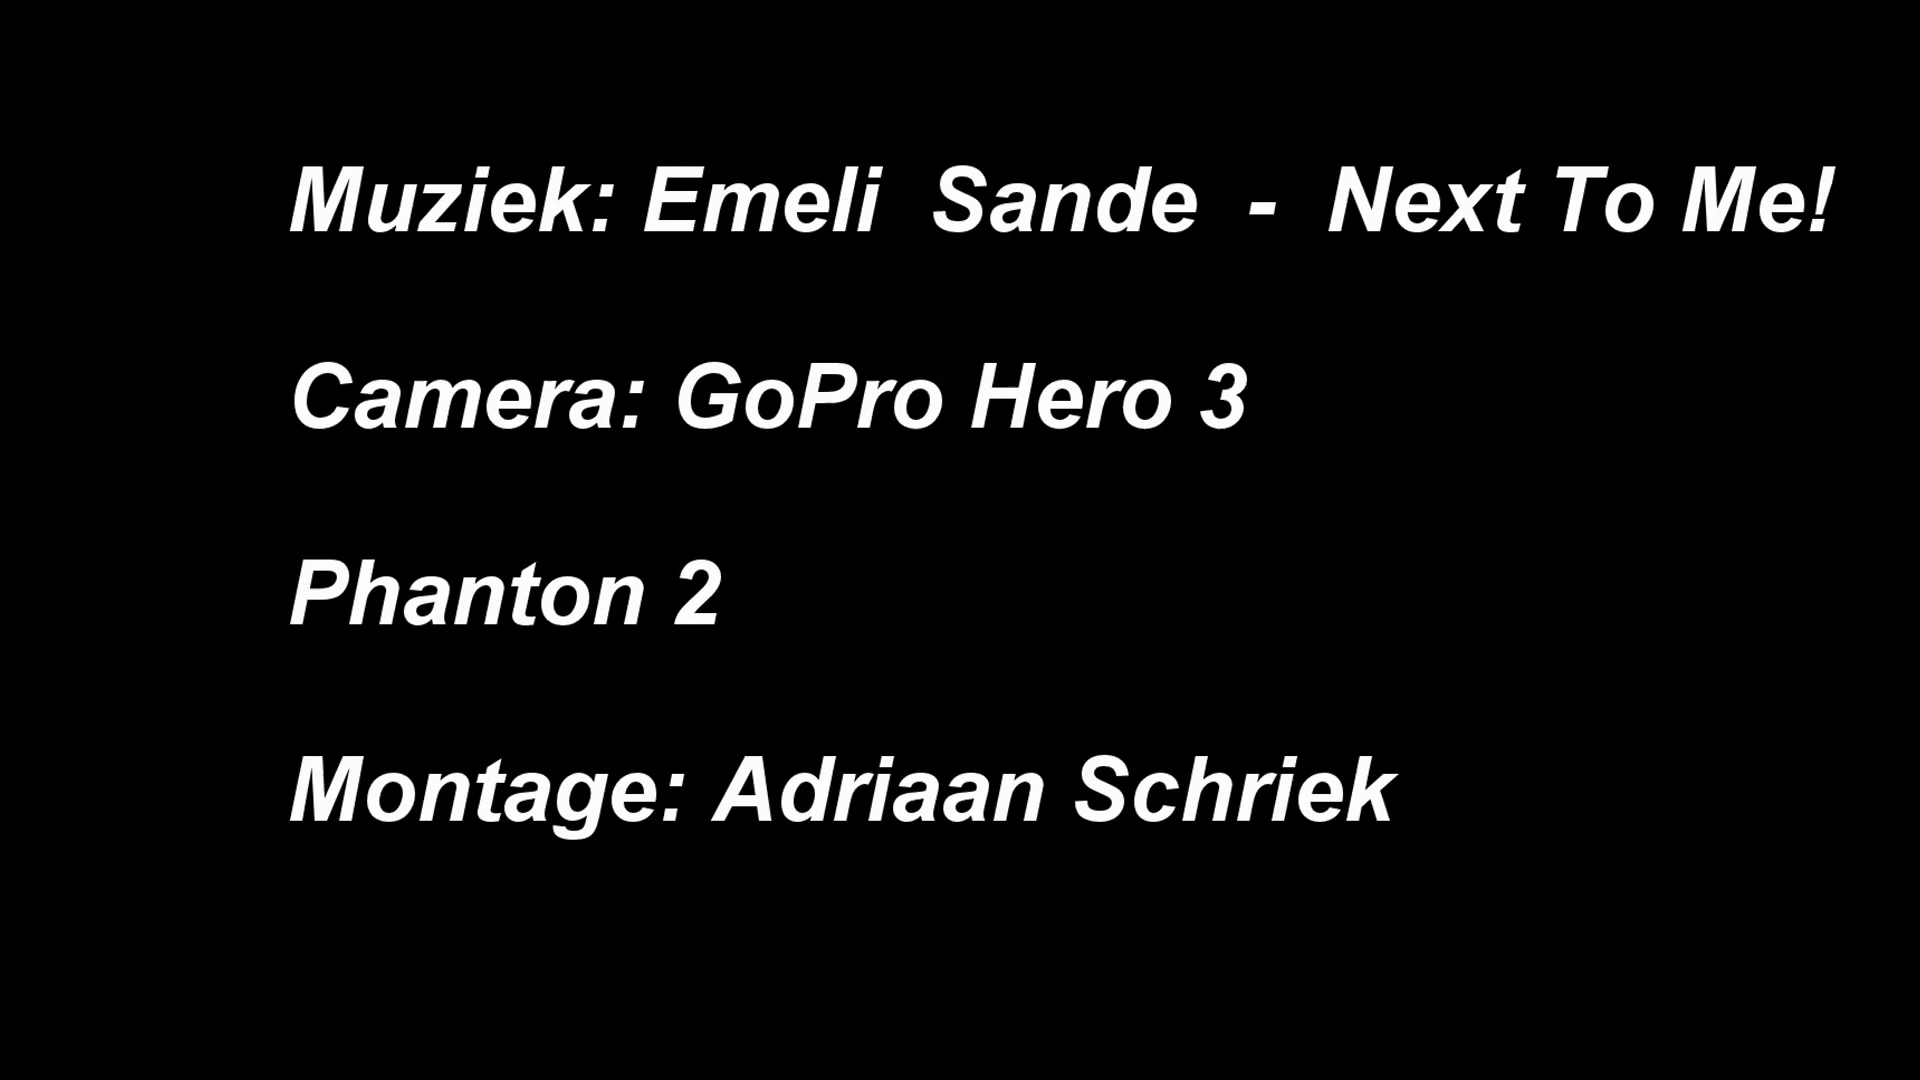 Muziek: Emeli  Sande  -  Next To Me!
Camera: GoPro Hero 3
Phanton 2
Montage: Adriaan Schriek